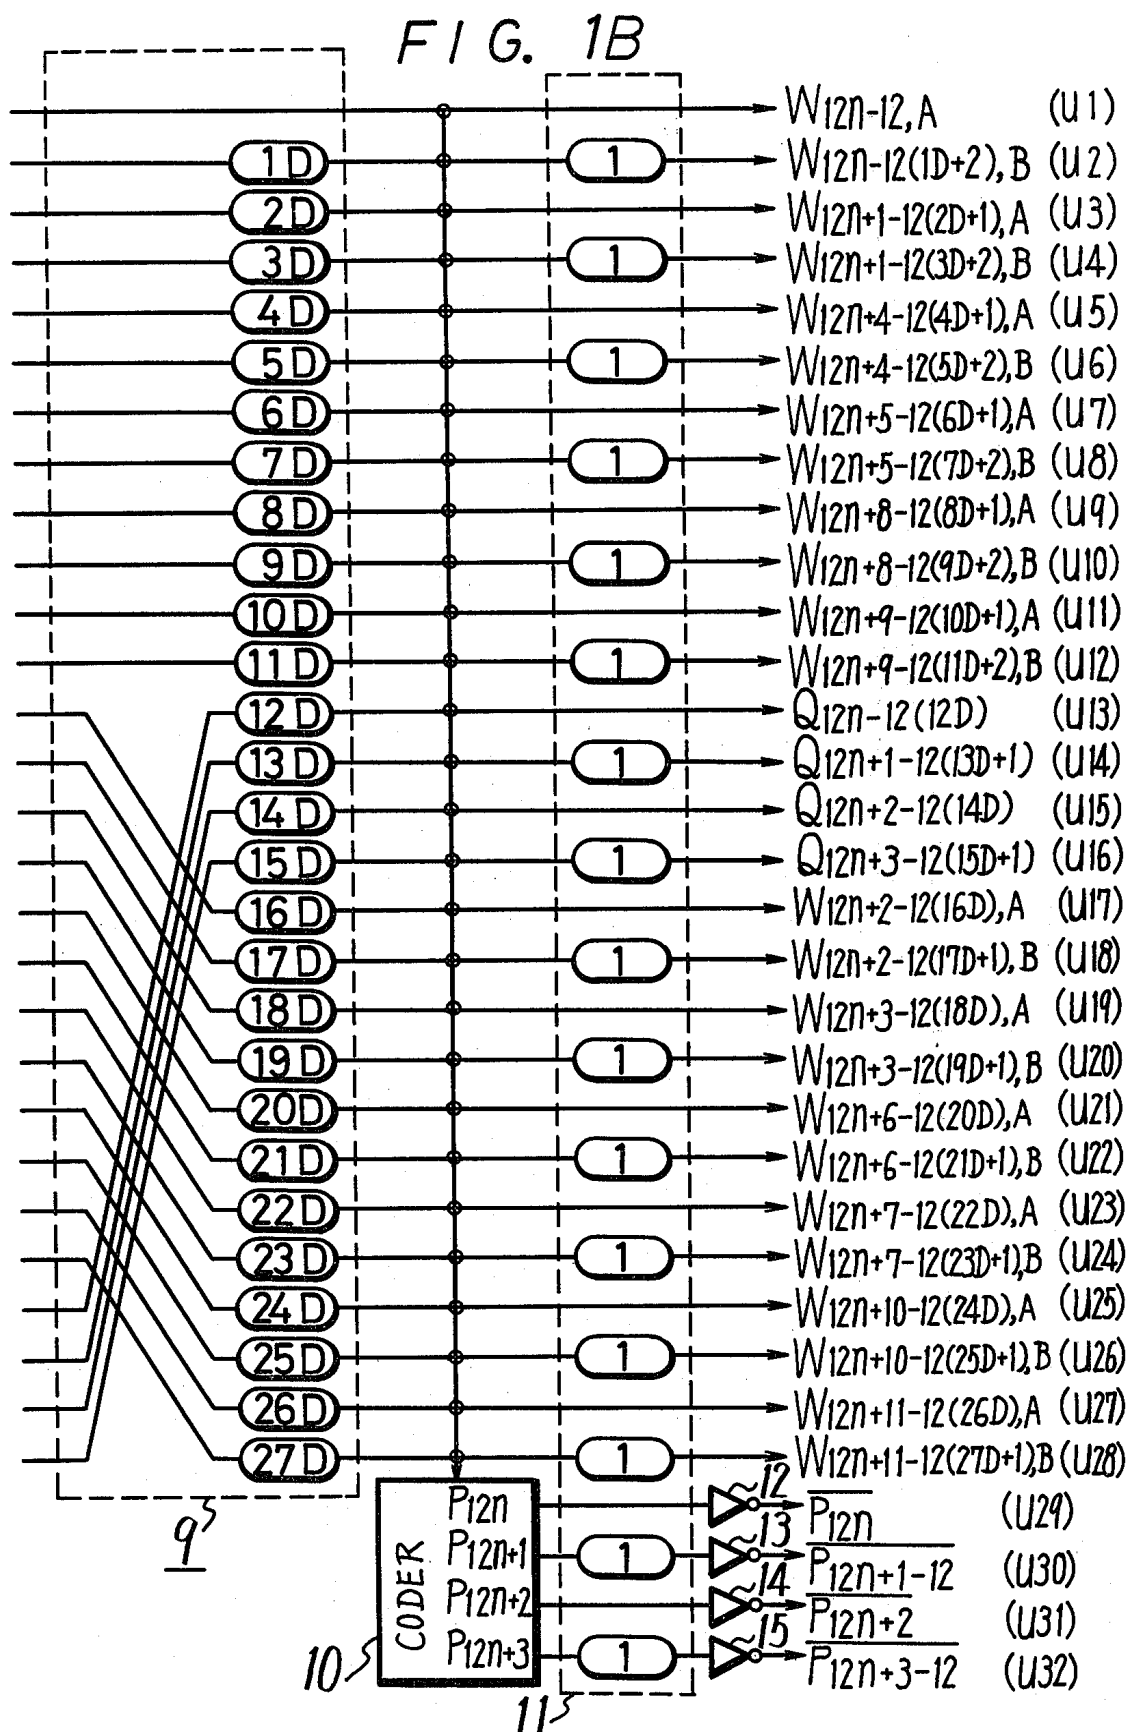 FIG. 1B
W12n-12, A (U1)
1D 1 W12n-12(1D+2), B (U2)
2D W12n+1-12(2D+1), A (U3)
3D 1 W12n+1-12(3D+2), B (U4)
4D W12n+4-12(4D+1), A (U5)
5D 1 W12n+4-12(5D+2), B (U6)
6D W12n+5-12(6D+1), A (U7)
7D 1 W12n+5-12(7D+2), B (U8)
8D W12n+8-12(8D+1), A (U9)
9D 1 W12n+8-12(9D+2), B (U10)
10D W12n+9-12(10D+1), A (U11)
11D 1 W12n+9-12(11D+2), B (U12)
12D Q12n-12(12D) (U13)
13D 1 Q12n+1-12(13D+1) (U14)
14D Q12n+2-12(14D) (U15)
15D 1 Q12n+3-12(15D+1) (U16)
16D W12n+2-12(16D), A (U17)
17D 1 W12n+2-12(17D+1), B (U18)
18D W12n+3-12(18D), A (U19)
19D 1 W12n+3-12(19D+1), B (U20)
20D W12n+6-12(20D), A (U21)
21D 1 W12n+6-12(21D+1), B (U22)
22D W12n+7-12(22D), A (U23)
23D 1 W12n+7-12(23D+1), B (U24)
24D W12n+10-12(24D), A (U25)
25D 1 W12n+10-12(25D+1), B (U26)
26D W12n+11-12(26D), A (U27)
27D 1 W12n+11-12(27D+1), B (U28)
9
CODER
P12n 12 P12n (U29)
P12n+1 1 13 P12n+1-12 (U30)
P12n+2 14 P12n+2 (U31)
P12n+3 1 15 P12n+3-12 (U32)
10
11